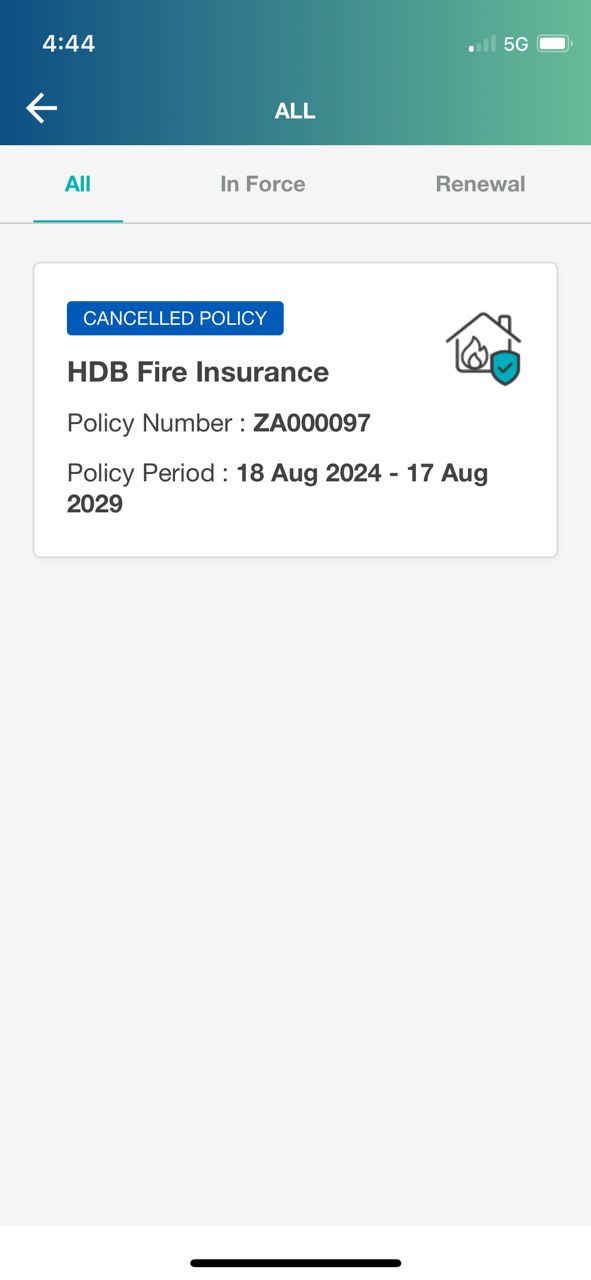 4:44
5G
ALL
All
In Force
Renewal
CANCELLED POLICY
HDB Fire Insurance
Policy Number : ZA000097
Policy Period : 18 Aug 2024 - 17 Aug
2029